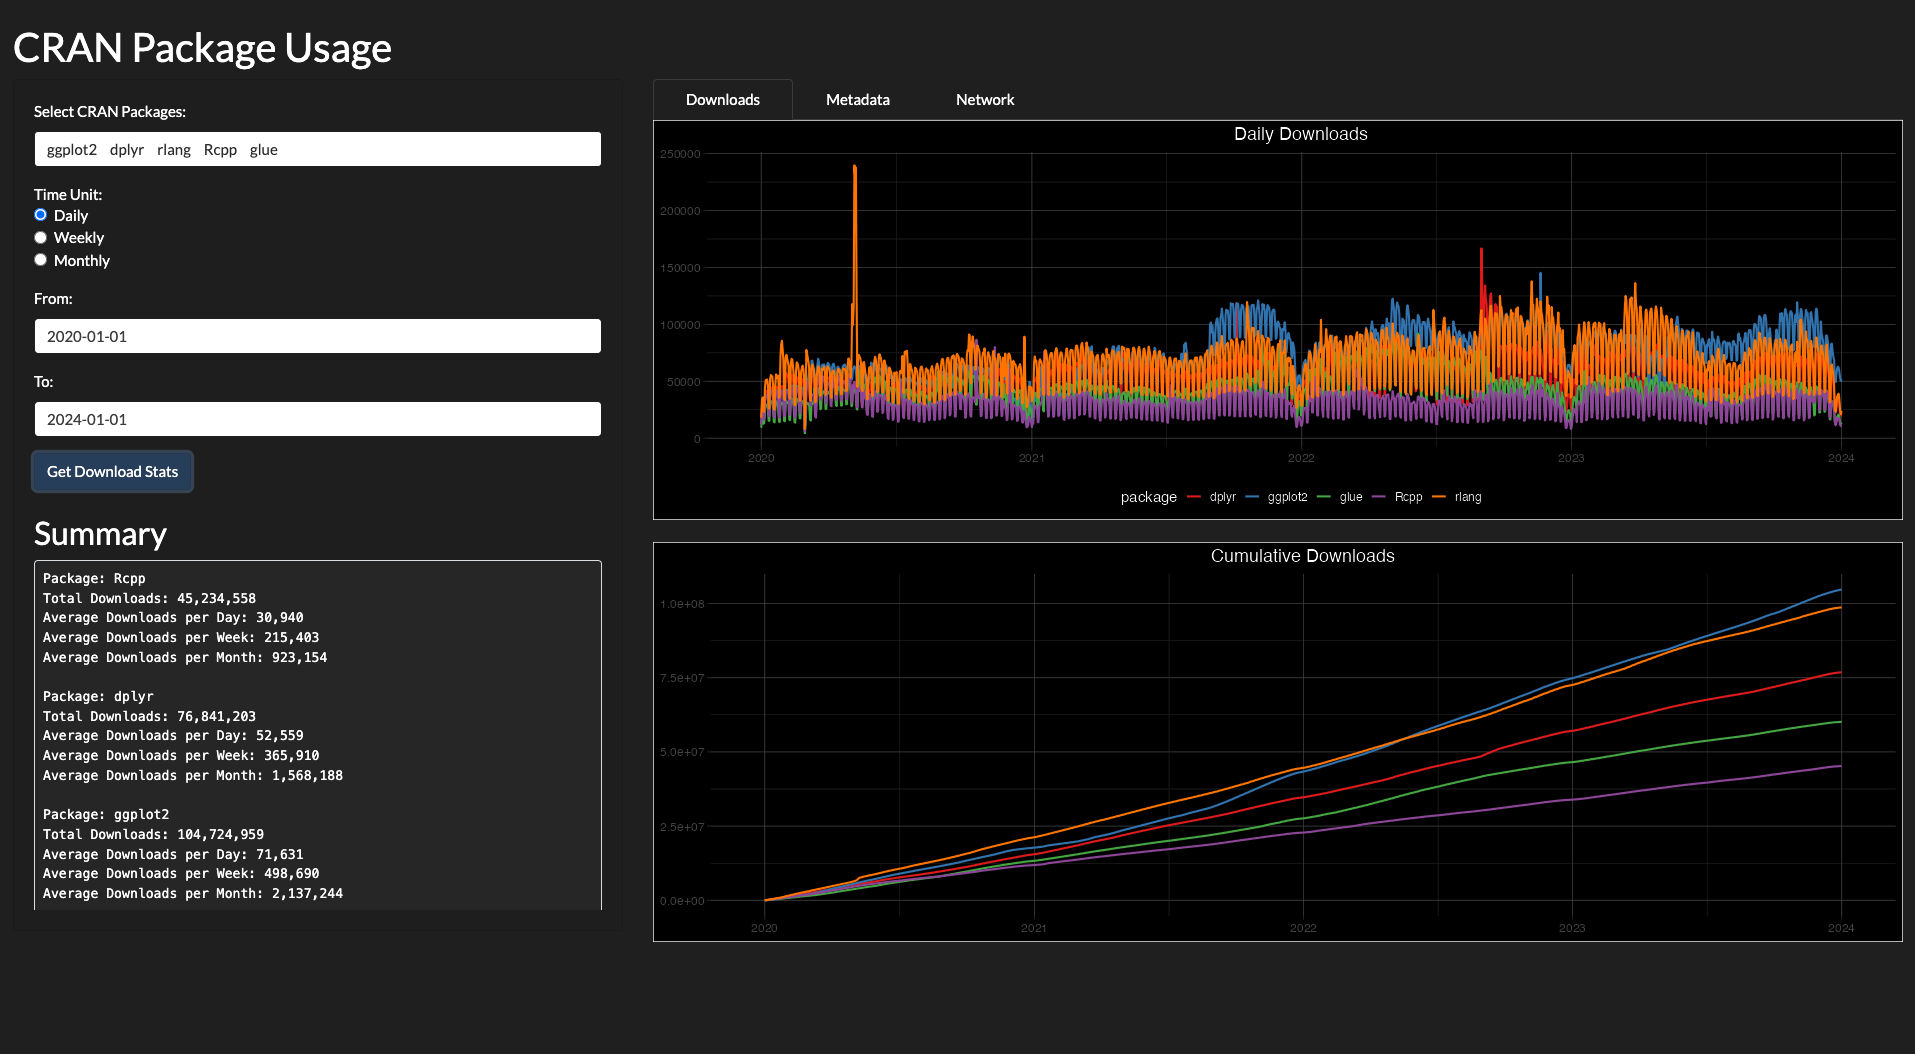 CRAN Package Usage
Select CRAN Packages:
ggplot2 dplyr rlang Rcpp glue
Time Unit:
Daily
Weekly
Monthly
From:
2020-01-01
To:
2024-01-01
Get Download Stats
Summary
Package: Rcpp
Total Downloads: 45,234,558
Average Downloads per Day: 30,940
Average Downloads per Week: 215,403
Average Downloads per Month: 923,154
Package: dplyr
Total Downloads: 76,841,203
Average Downloads per Day: 52,559
Average Downloads per Week: 365,910
Average Downloads per Month: 1,568,188
Package: ggplot2
Total Downloads: 104,724,959
Average Downloads per Day: 71,631
Average Downloads per Week: 498,690
Average Downloads per Month: 2,137,244
Downloads Metadata Network
Daily Downloads
250000
200000
150000
100000
50000
0
2020 2021 2022 2023 2024
package dplyr ggplot2 glue Rcpp rlang
Cumulative Downloads
1.0e+08
7.5e+07
5.0e+07
2.5e+07
0.0e+00
2020 2021 2022 2023 2024